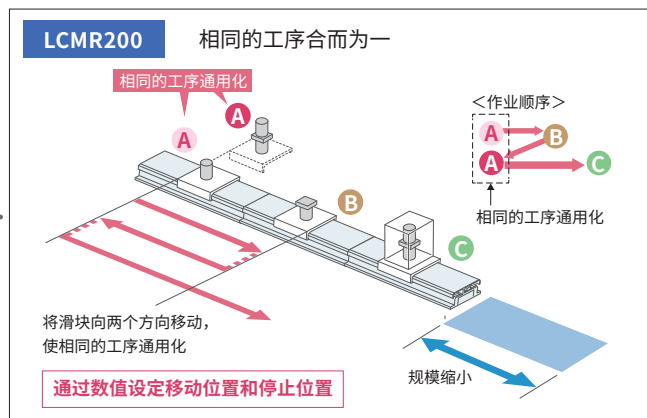 LCMR200
相同的工序合而为一
相同的工序通用化
A
A
B
C
＜作业顺序＞
A
B
A
C
相同的工序通用化
将滑块向两个方向移动，
使相同的工序通用化
规模缩小
通过数值设定移动位置和停止位置